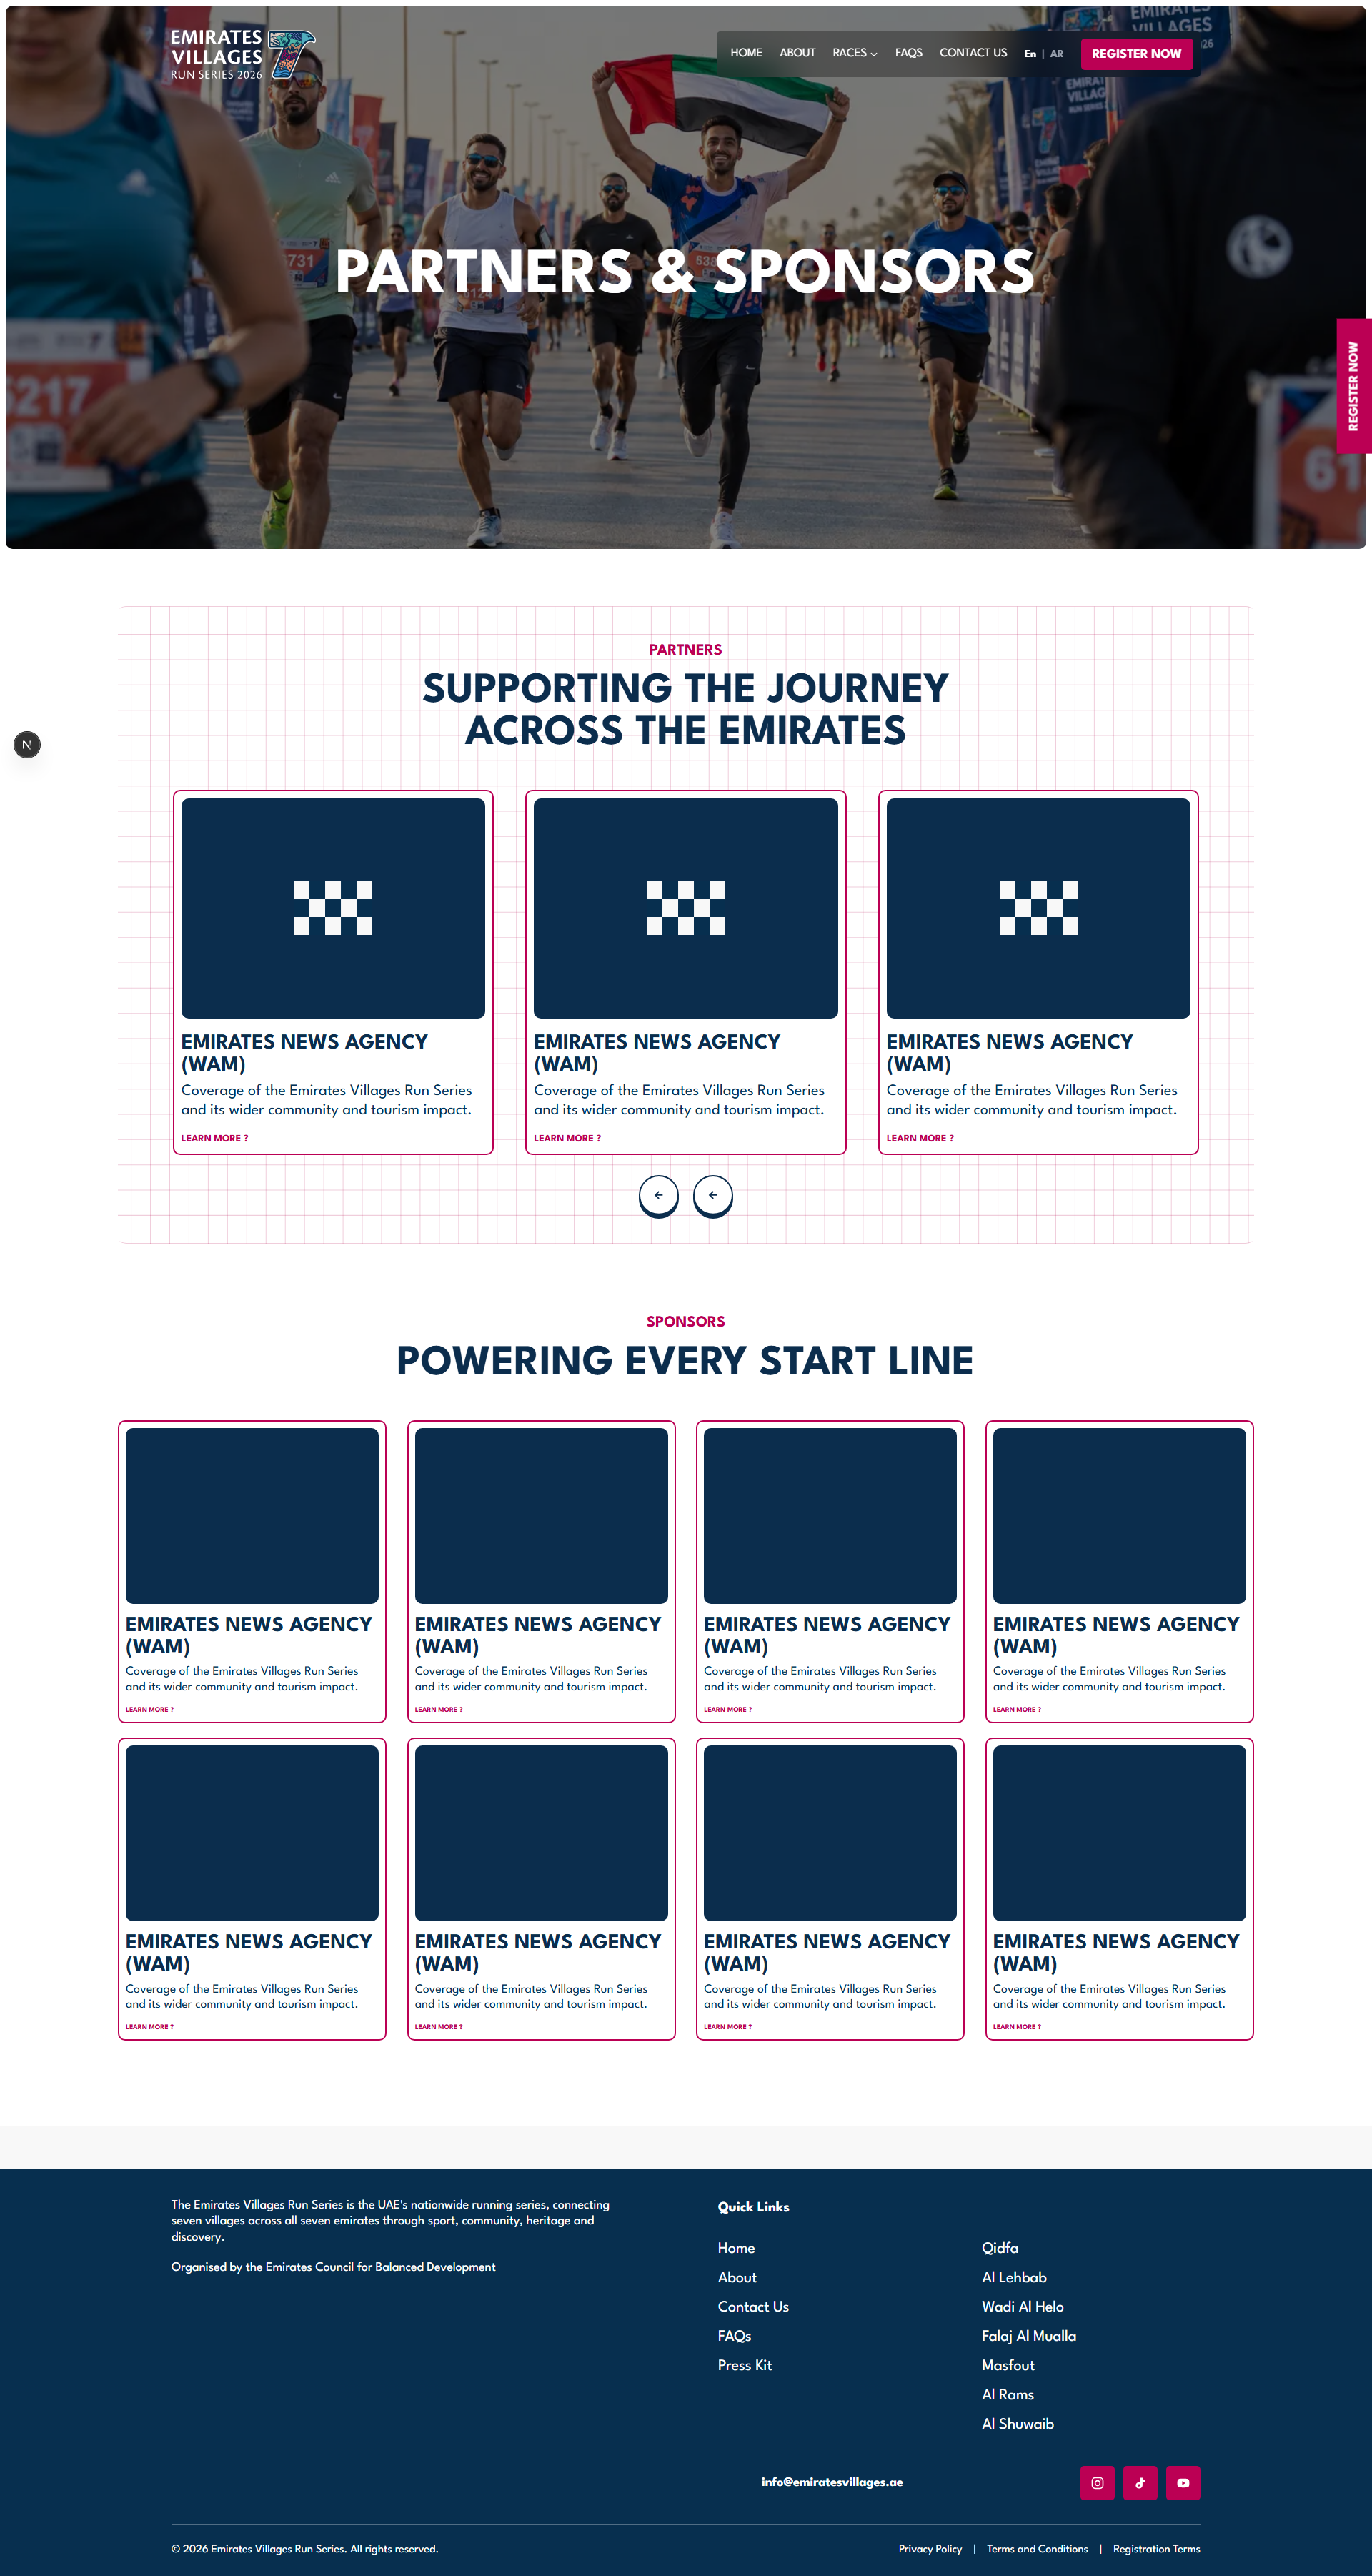 EMIRATES
VILLAGES
RUN SERIES 2026
HOME ABOUT RACES FAQS CONTACT US En | AR REGISTER NOW
PARTNERS & SPONSORS
REGISTER NOW
PARTNERS
SUPPORTING THE JOURNEY
ACROSS THE EMIRATES
EMIRATES NEWS AGENCY
(WAM)
Coverage of the Emirates Villages Run Series
and its wider community and tourism impact.
LEARN MORE ?
EMIRATES NEWS AGENCY
(WAM)
Coverage of the Emirates Villages Run Series
and its wider community and tourism impact.
LEARN MORE ?
EMIRATES NEWS AGENCY
(WAM)
Coverage of the Emirates Villages Run Series
and its wider community and tourism impact.
LEARN MORE ?
SPONSORS
POWERING EVERY START LINE
EMIRATES NEWS AGENCY
(WAM)
Coverage of the Emirates Villages Run Series
and its wider community and tourism impact.
LEARN MORE ?
EMIRATES NEWS AGENCY
(WAM)
Coverage of the Emirates Villages Run Series
and its wider community and tourism impact.
LEARN MORE ?
EMIRATES NEWS AGENCY
(WAM)
Coverage of the Emirates Villages Run Series
and its wider community and tourism impact.
LEARN MORE ?
EMIRATES NEWS AGENCY
(WAM)
Coverage of the Emirates Villages Run Series
and its wider community and tourism impact.
LEARN MORE ?
EMIRATES NEWS AGENCY
(WAM)
Coverage of the Emirates Villages Run Series
and its wider community and tourism impact.
LEARN MORE ?
EMIRATES NEWS AGENCY
(WAM)
Coverage of the Emirates Villages Run Series
and its wider community and tourism impact.
LEARN MORE ?
EMIRATES NEWS AGENCY
(WAM)
Coverage of the Emirates Villages Run Series
and its wider community and tourism impact.
LEARN MORE ?
EMIRATES NEWS AGENCY
(WAM)
Coverage of the Emirates Villages Run Series
and its wider community and tourism impact.
LEARN MORE ?
The Emirates Villages Run Series is the UAE's nationwide running series, connecting
seven villages across all seven emirates through sport, community, heritage and
discovery.
Organised by the Emirates Council for Balanced Development
Quick Links
Home
About
Contact Us
FAQs
Press Kit
Qidfa
Al Lehbab
Wadi Al Helo
Falaj Al Mualla
Masfout
Al Rams
Al Shuwaib
info@emiratesvillages.ae
© 2026 Emirates Villages Run Series. All rights reserved.
Privacy Policy | Terms and Conditions | Registration Terms